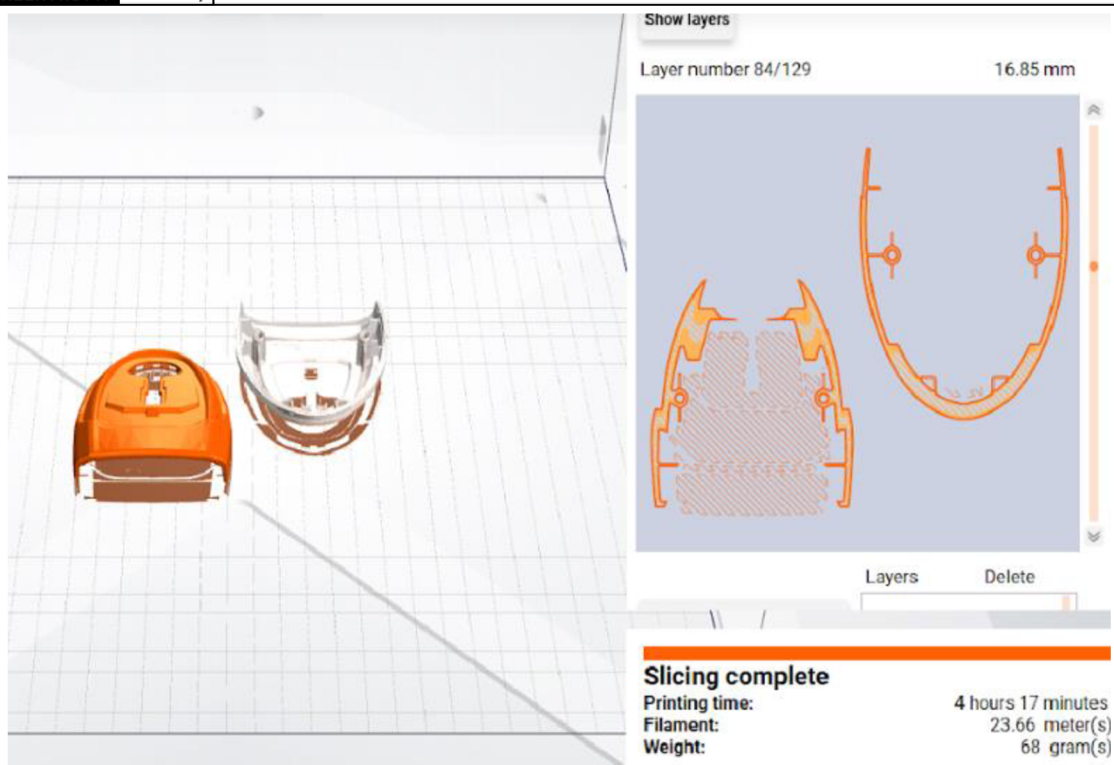 Show layers
Layer number 84/129 16.85 mm
Layers Delete
Slicing complete
Printing time: 4 hours 17 minutes
Filament: 23.66 meter(s)
Weight: 68 gram(s)